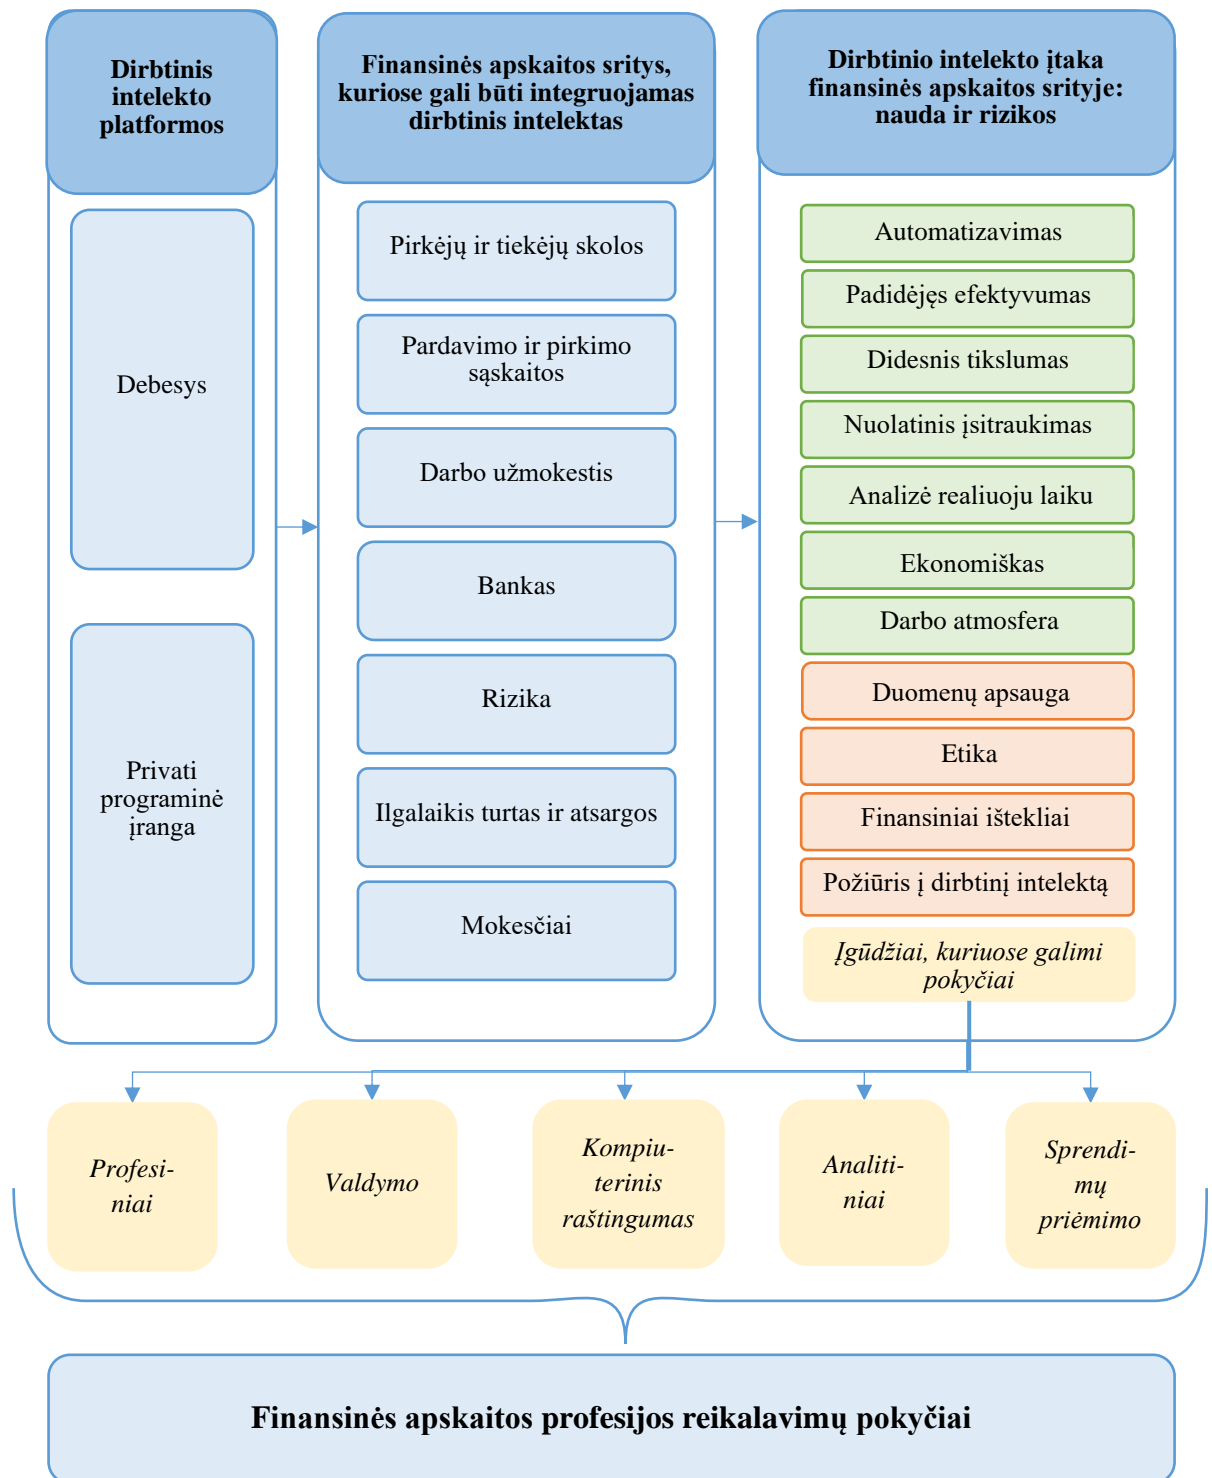 Dirbtinis
intelekto
platformos
Debesys
Privati
programinė
įranga
Finansinės apskaitos sritys,
kuriose gali būti integruojamas
dirbtinis intelektas
Pirkėjų ir tiekėjų skolos
Pardavimo ir pirkimo
sąskaitos
Darbo užmokestis
Bankas
Rizika
Ilgalaikis turtas ir atsargos
Mokesčiai
Dirbtinio intelekto įtaka
finansinės apskaitos srityje:
nauda ir rizikos
Automatizavimas
Padidėjęs efektyvumas
Didesnis tikslumas
Nuolatinis įsitraukimas
Analizė realiuoju laiku
Ekonomiškas
Darbo atmosfera
Duomenų apsauga
Etika
Finansiniai ištekliai
Požiūris į dirbtinį intelektą
Įgūdžiai, kuriuose galimi
pokyčiai
Profesi-
niai
Valdymo
Kompiu-
terinis
raštingumas
Analiti-
niai
Sprendi-
mų
priėmimo
Finansinės apskaitos profesijos reikalavimų pokyčiai